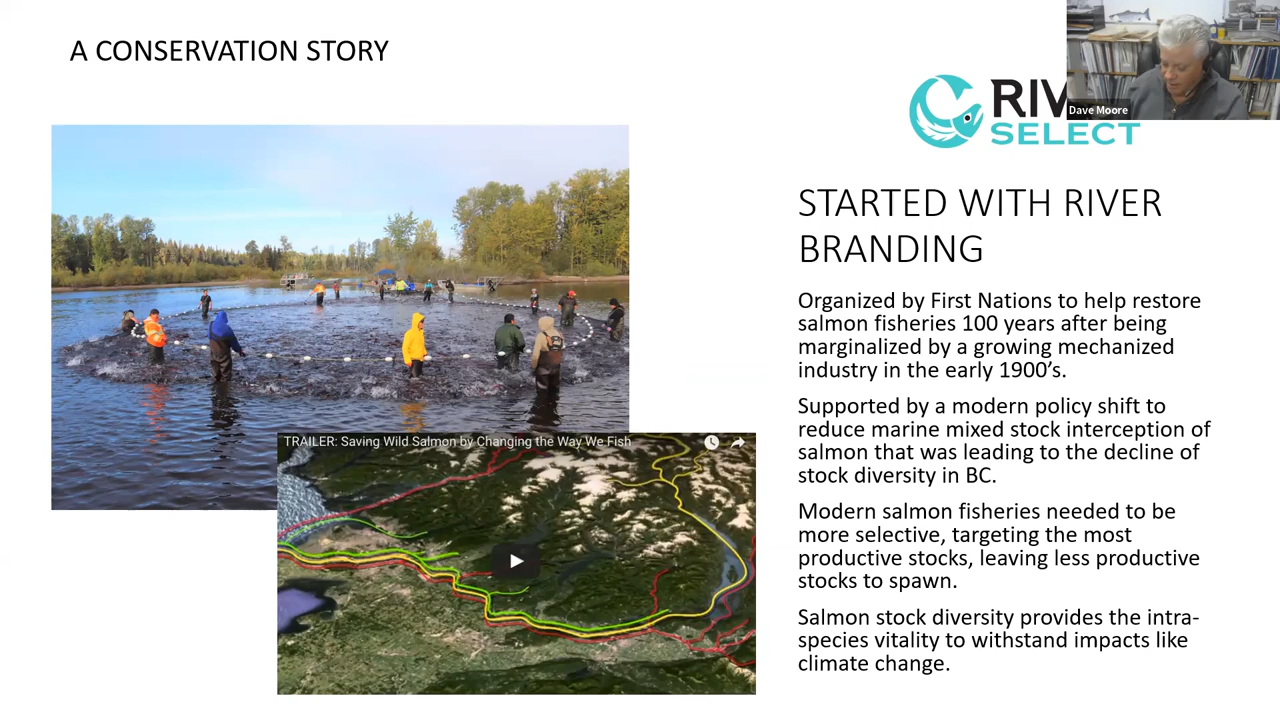 A CONSERVATION STORY
Dave Moore
RIV
SELECT
STARTED WITH RIVER
BRANDING
Organized by First Nations to help restore
salmon fisheries 100 years after being
marginalized by a growing mechanized
industry in the early 1900’s.
Supported by a modern policy shift to
reduce marine mixed stock interception of
salmon that was leading to the decline of
stock diversity in BC.
Modern salmon fisheries needed to be
more selective, targeting the most
productive stocks, leaving less productive
stocks to spawn.
Salmon stock diversity provides the intra-
species vitality to withstand impacts like
climate change.
TRAILER: Saving Wild Salmon by Changing the Way We Fish